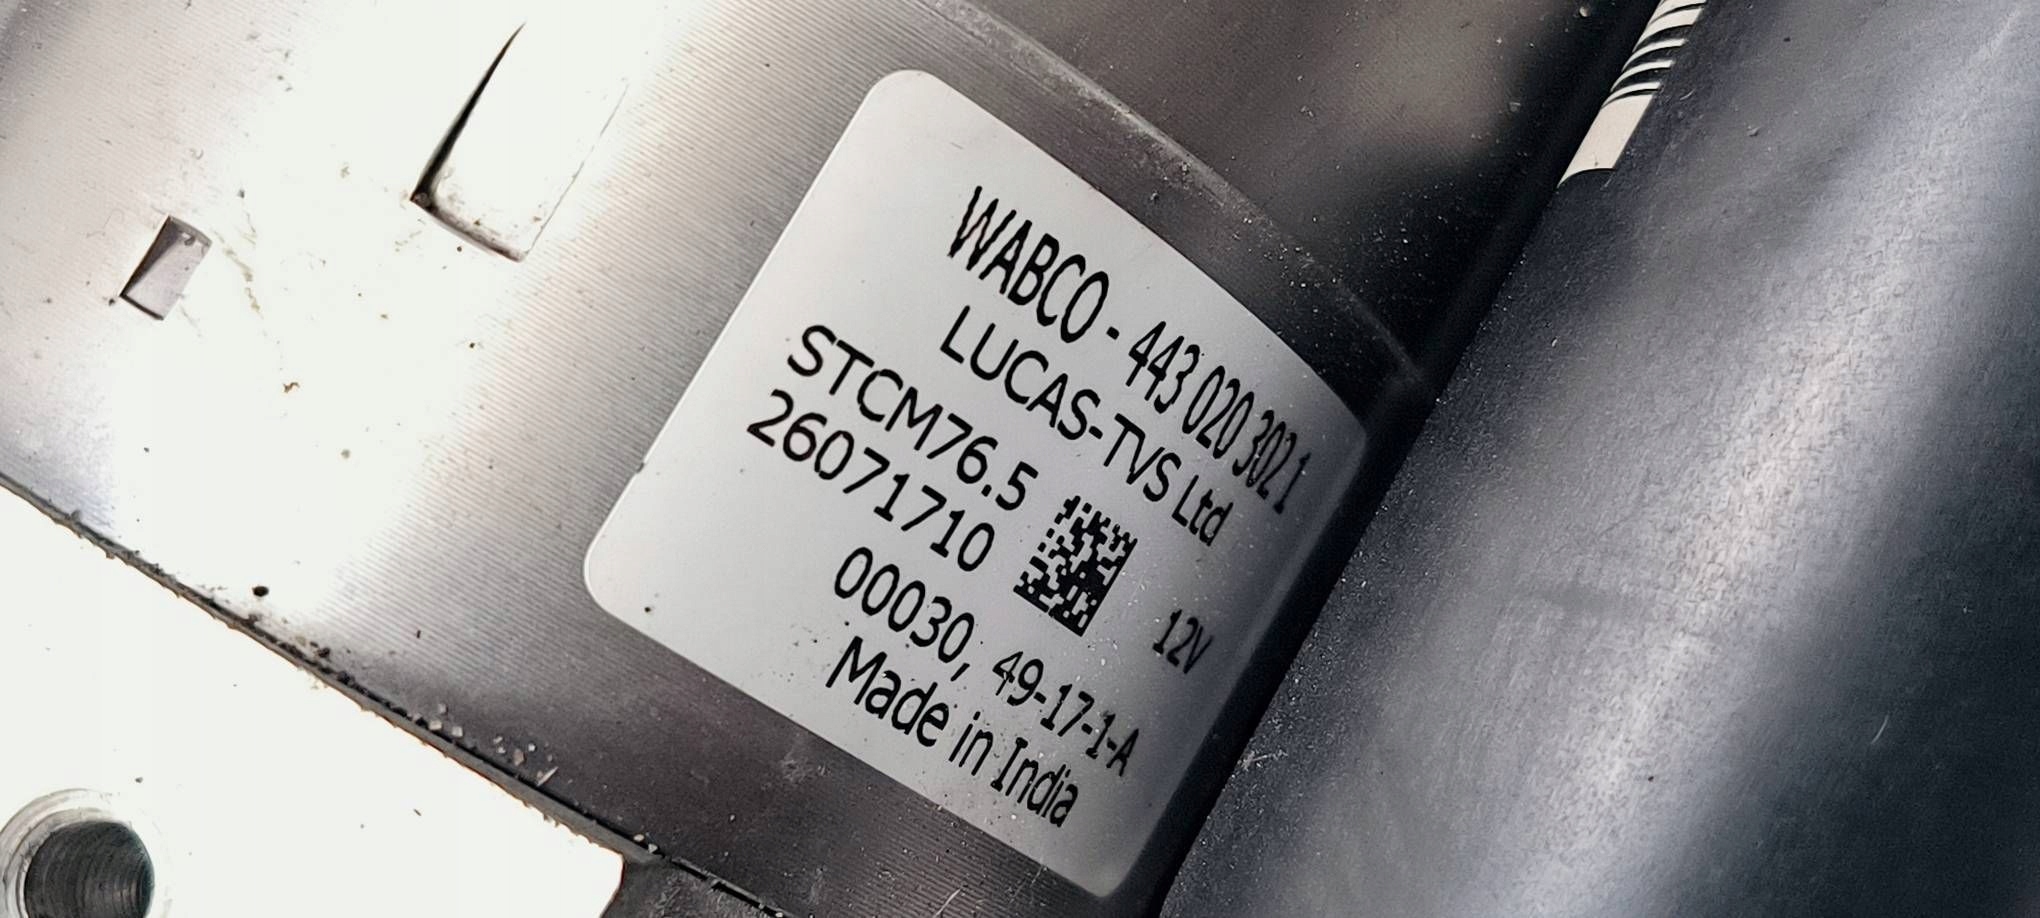 WABCO - 443 020 302 1
LUCAS-TVS Ltd
STCM76.5
26071710
12V
00030, 49-17-1-A
Made in India